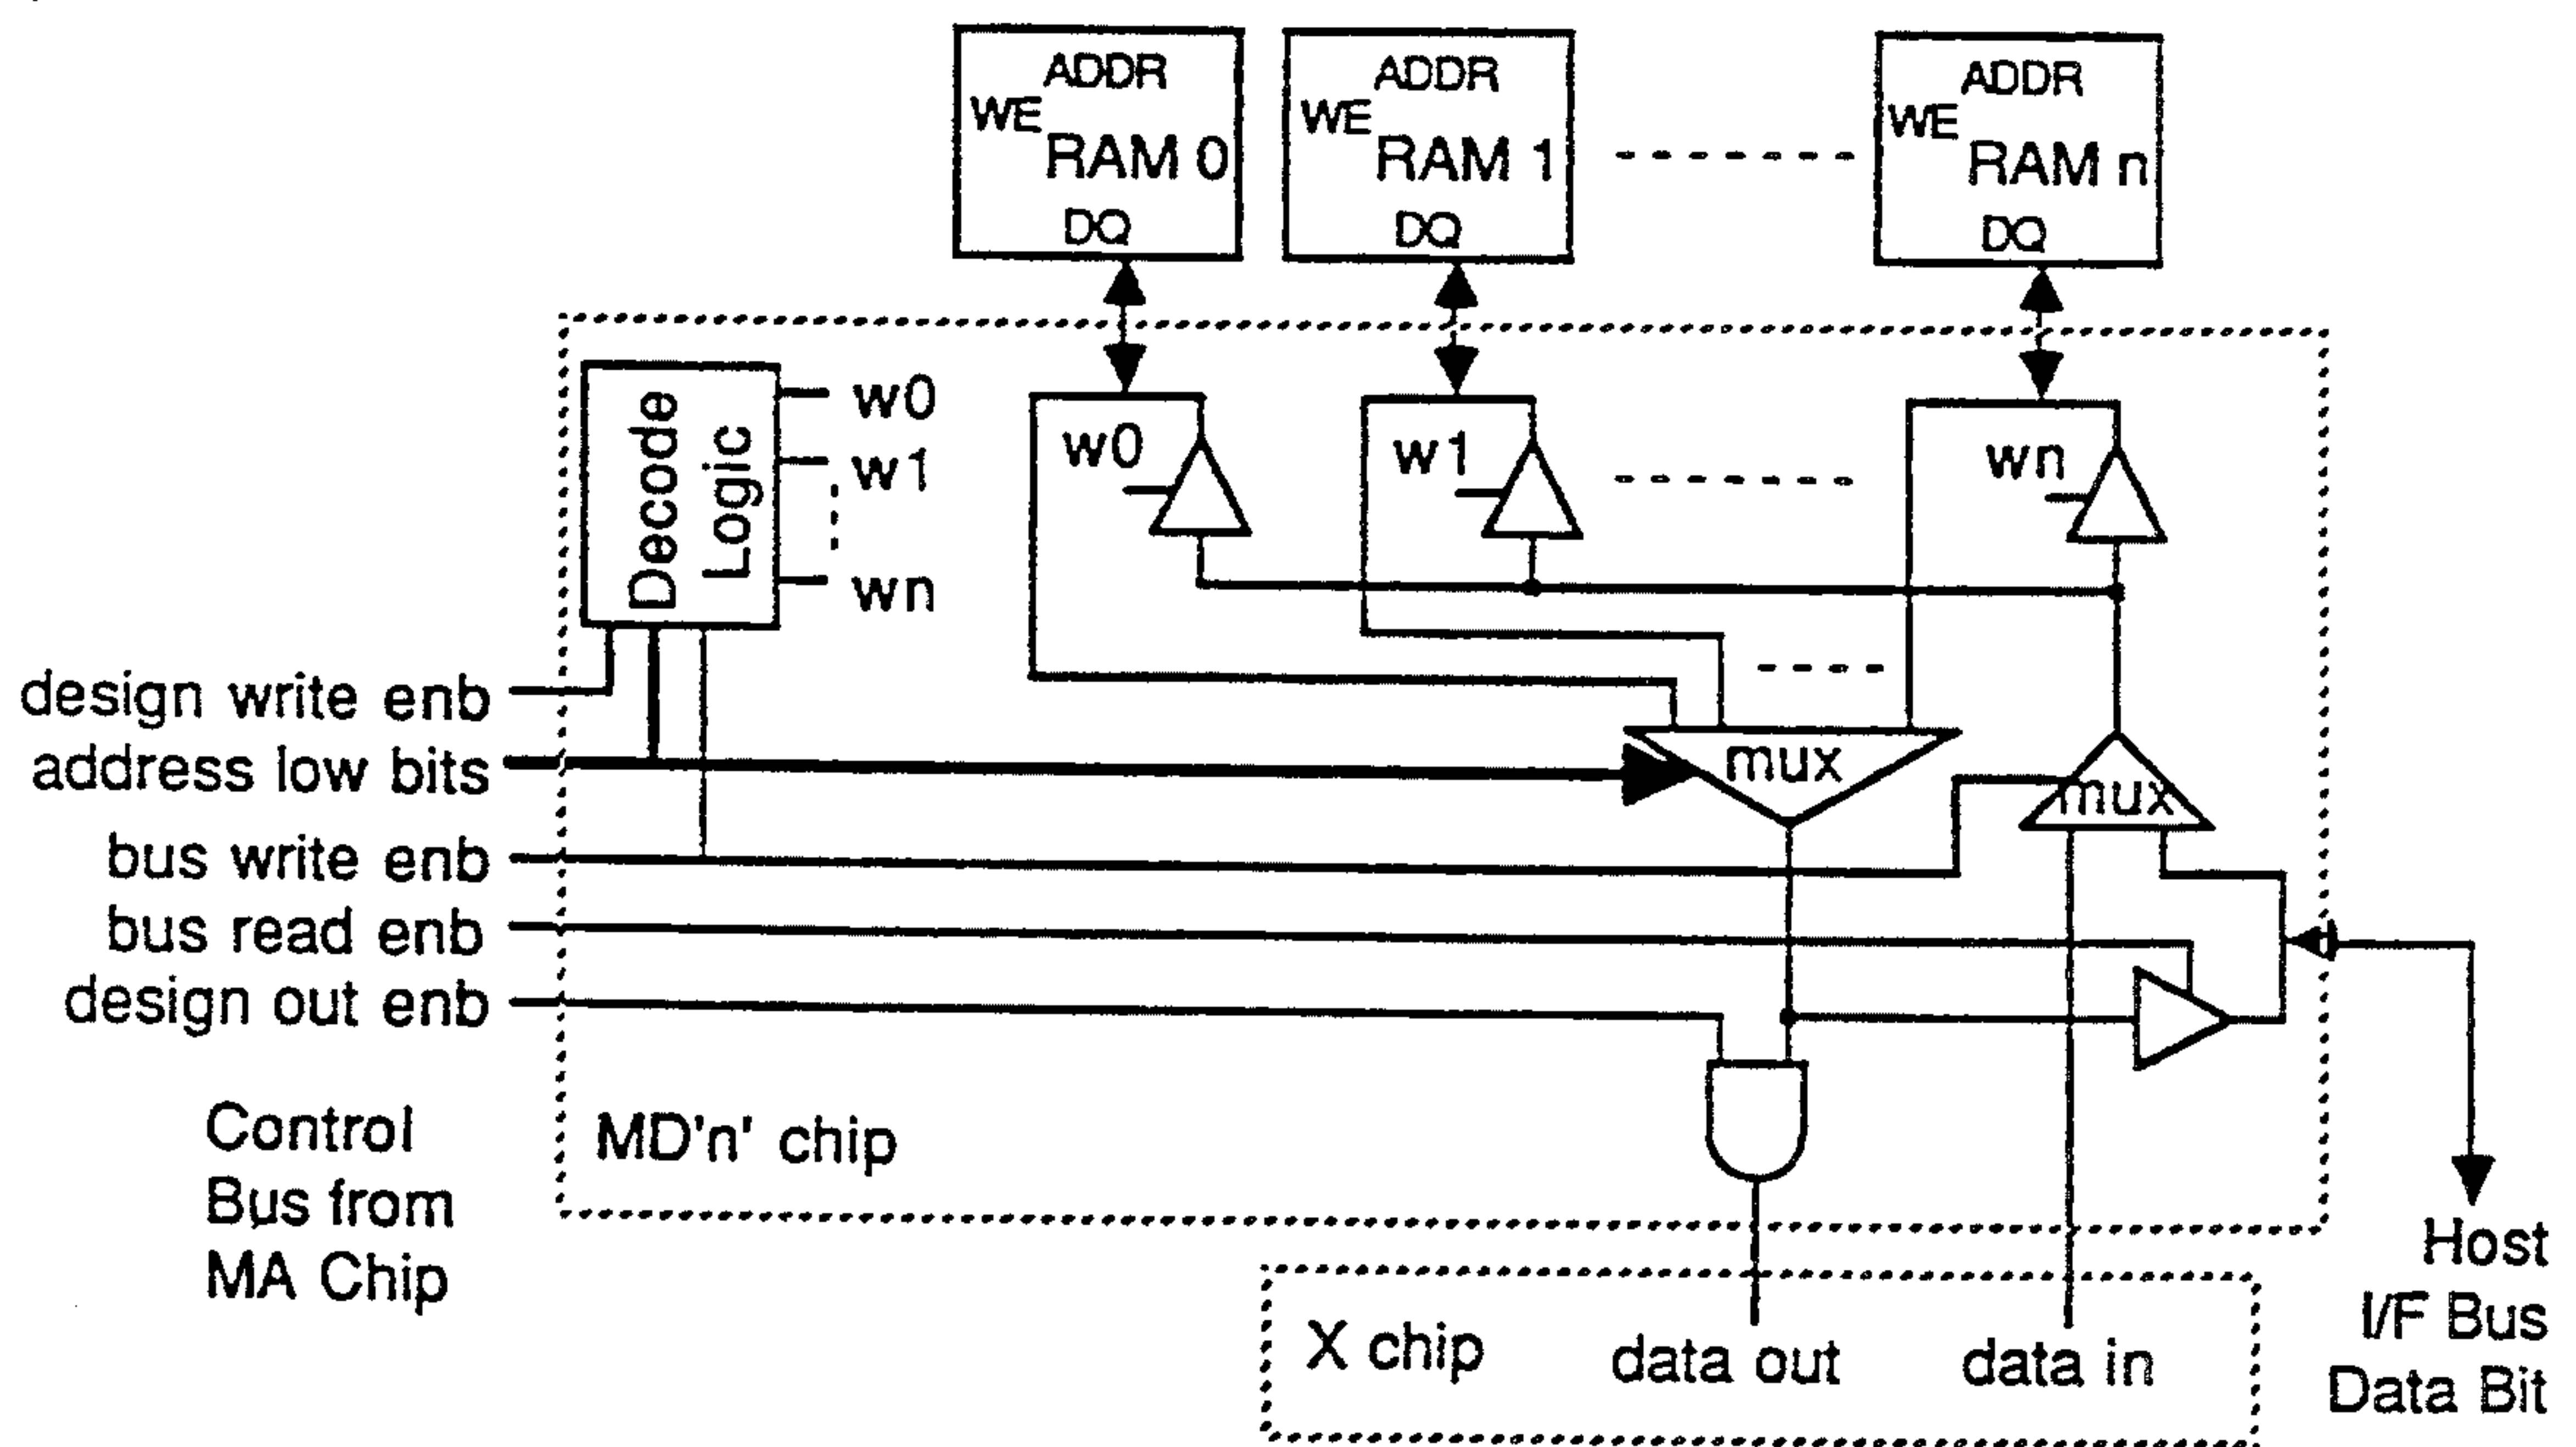 ADDR
WE
RAM 0
DQ
ADDR
WE
RAM 1
DQ
ADDR
WE
RAM n
DQ
Decode
Logic
w0
w1
wn
w0
w1
wn
design write enb
address low bits
bus write enb
bus read enb
design out enb
mux
mux
Control
Bus from
MA Chip
MD'n' chip
X chip
data out
data in
Host
I/F Bus
Data Bit